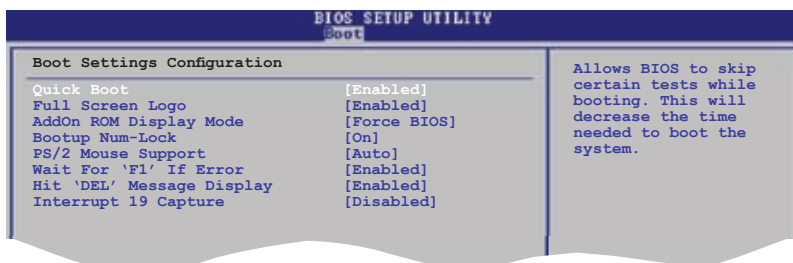 BIOS SETUP UTILITY
Boot
Boot Settings Configuration
Quick Boot [Enabled]
Full Screen Logo [Enabled]
AddOn ROM Display Mode [Force BIOS]
Bootup Num-Lock [On]
PS/2 Mouse Support [Auto]
Wait For ‘F1’ If Error [Enabled]
Hit ‘DEL’ Message Display [Enabled]
Interrupt 19 Capture [Disabled]
Allows BIOS to skip
certain tests while
booting. This will
decrease the time
needed to boot the
system.